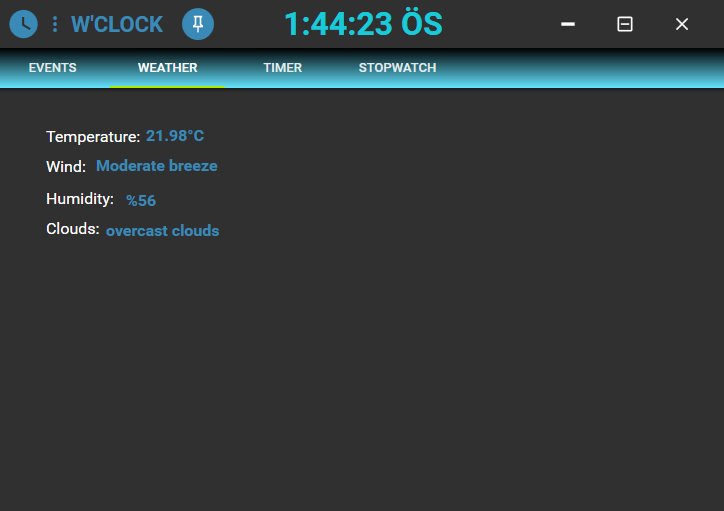 W'CLOCK 1:44:23 ÖS
EVENTS WEATHER TIMER STOPWATCH
Temperature: 21.98°C
Wind: Moderate breeze
Humidity: %56
Clouds: overcast clouds